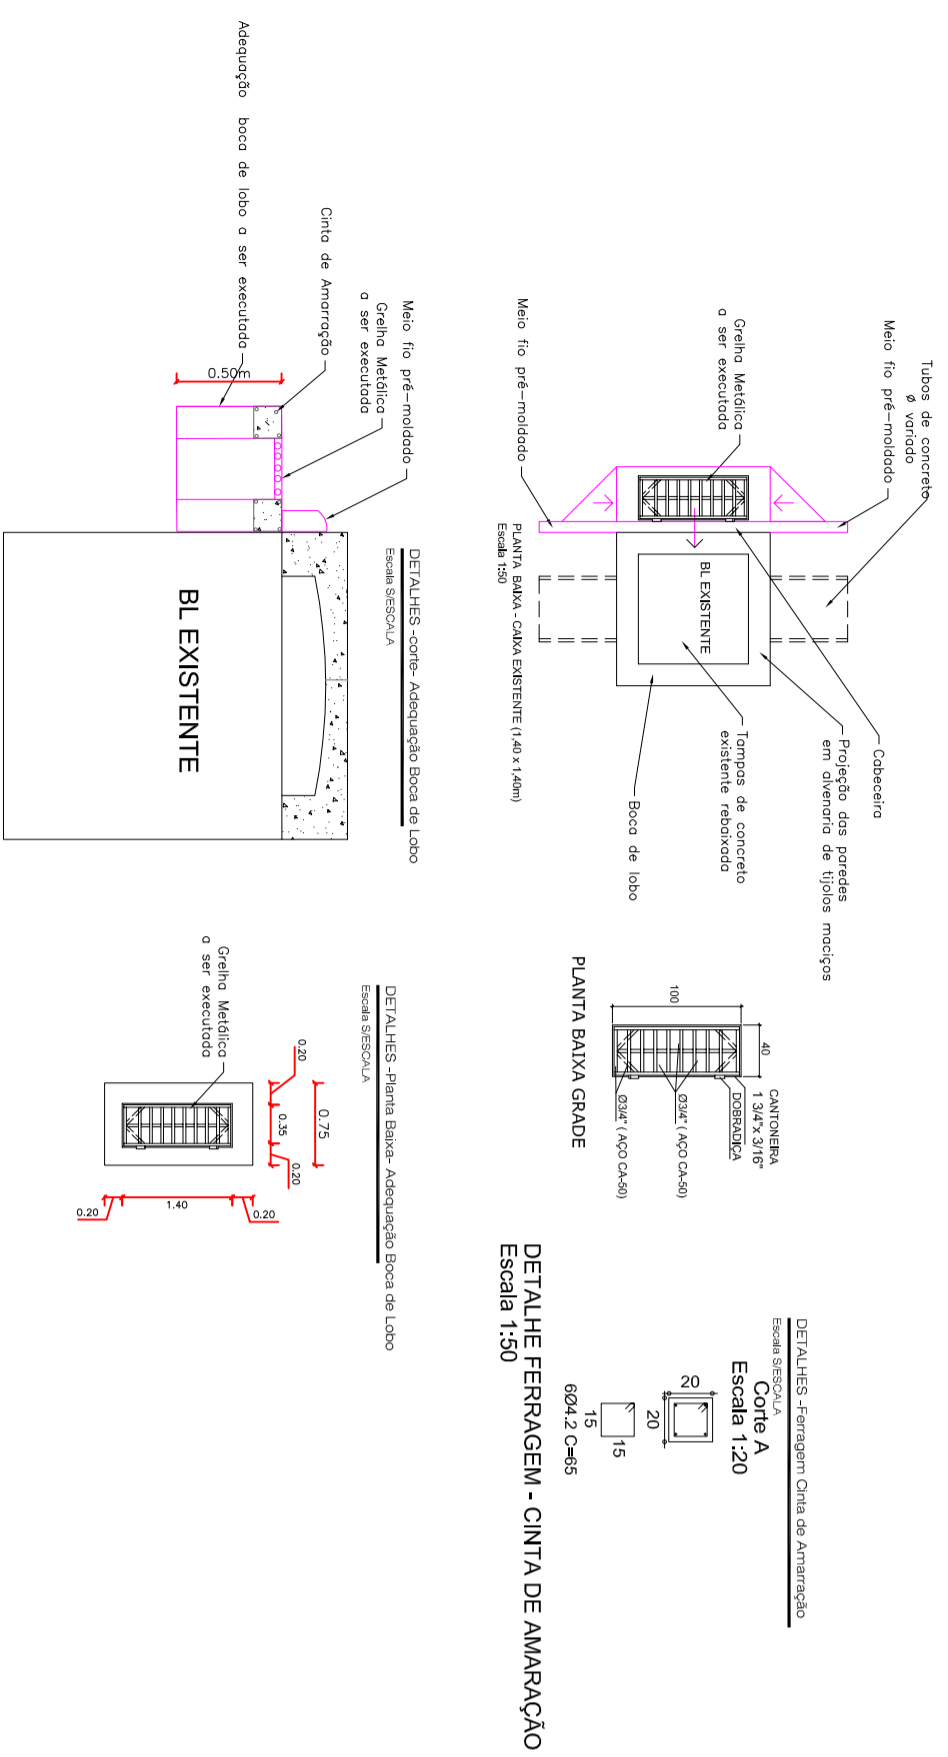 Tubos de concreto
ø variado
Meio fio pré-moldado
Grelha Metálica
a ser executada
Meio fio pré-moldado
BL EXISTENTE
Cabeceira
Projeção das paredes
em alvenaria de tijolos maciços
Tampas de concreto
existente rebaixada
Boca de lobo
PLANTA BAIXA - CAIXA EXISTENTE (1,40 x 1,40m)
Escala 1:50
100
40
CANTONEIRA
1 3/4"x 3/16"
DOBRADIÇA
Ø3/4" ( AÇO CA-50)
Ø3/4" ( AÇO CA-50)
PLANTA BAIXA GRADE
DETALHES -Ferragem Cinta de Amarração
Escala S/ESCALA
Corte A
Escala 1:20
20
20
15
15
6Ø4.2 C=65
DETALHE FERRAGEM - CINTA DE AMARAÇÃO
Escala 1:50
Adequação boca de lobo a ser executada
Cinta de Amarração
Grelha Metálica
a ser executada
Meio fio pré-moldado
0.50m
BL EXISTENTE
DETALHES -corte- Adequação Boca de Lobo
Escala S/ESCALA
DETALHES -Planta Baixa- Adequação Boca de Lobo
Escala S/ESCALA
Grelha Metálica
a ser executada
0.20
0.35
0.20
0.75
0.20
1.40
0.20